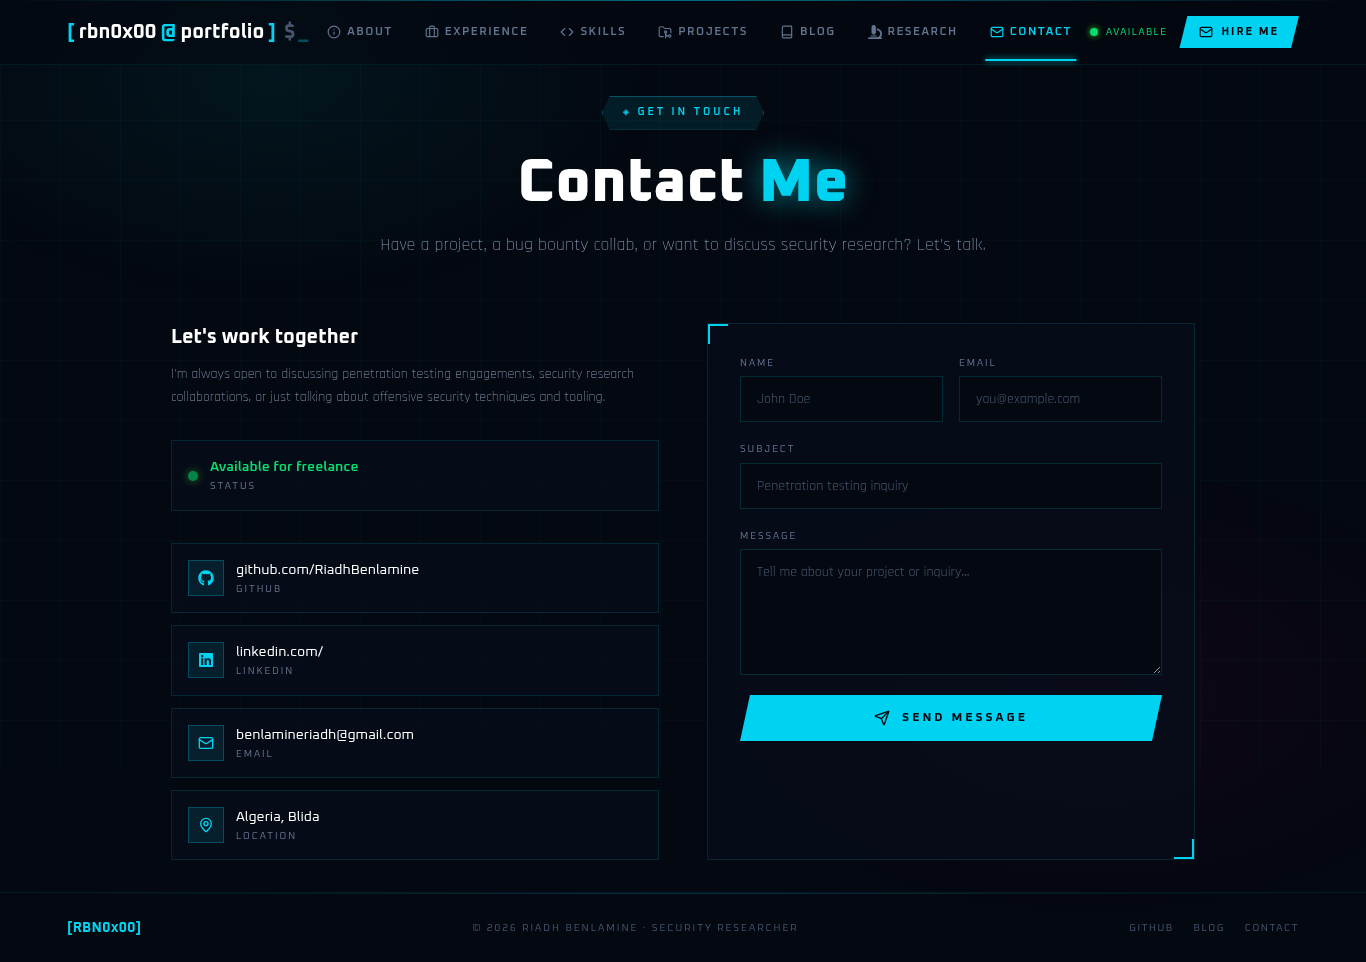 [ rbn0x00 @ portfolio ] $_
ABOUT
EXPERIENCE
SKILLS
PROJECTS
BLOG
RESEARCH
CONTACT
AVAILABLE
HIRE ME
GET IN TOUCH
Contact Me
Have a project, a bug bounty collab, or want to discuss security research? Let's talk.
Let's work together
I'm always open to discussing penetration testing engagements, security research
collaborations, or just talking about offensive security techniques and tooling.
Available for freelance
STATUS
github.com/RiadhBenlamine
GITHUB
linkedin.com/
LINKEDIN
benlamineriadh@gmail.com
EMAIL
Algeria, Blida
LOCATION
NAME
John Doe
EMAIL
you@example.com
SUBJECT
Penetration testing inquiry
MESSAGE
Tell me about your project or inquiry...
SEND MESSAGE
[RBN0x00]
© 2026 RIADH BENLAMINE · SECURITY RESEARCHER
GITHUB
BLOG
CONTACT